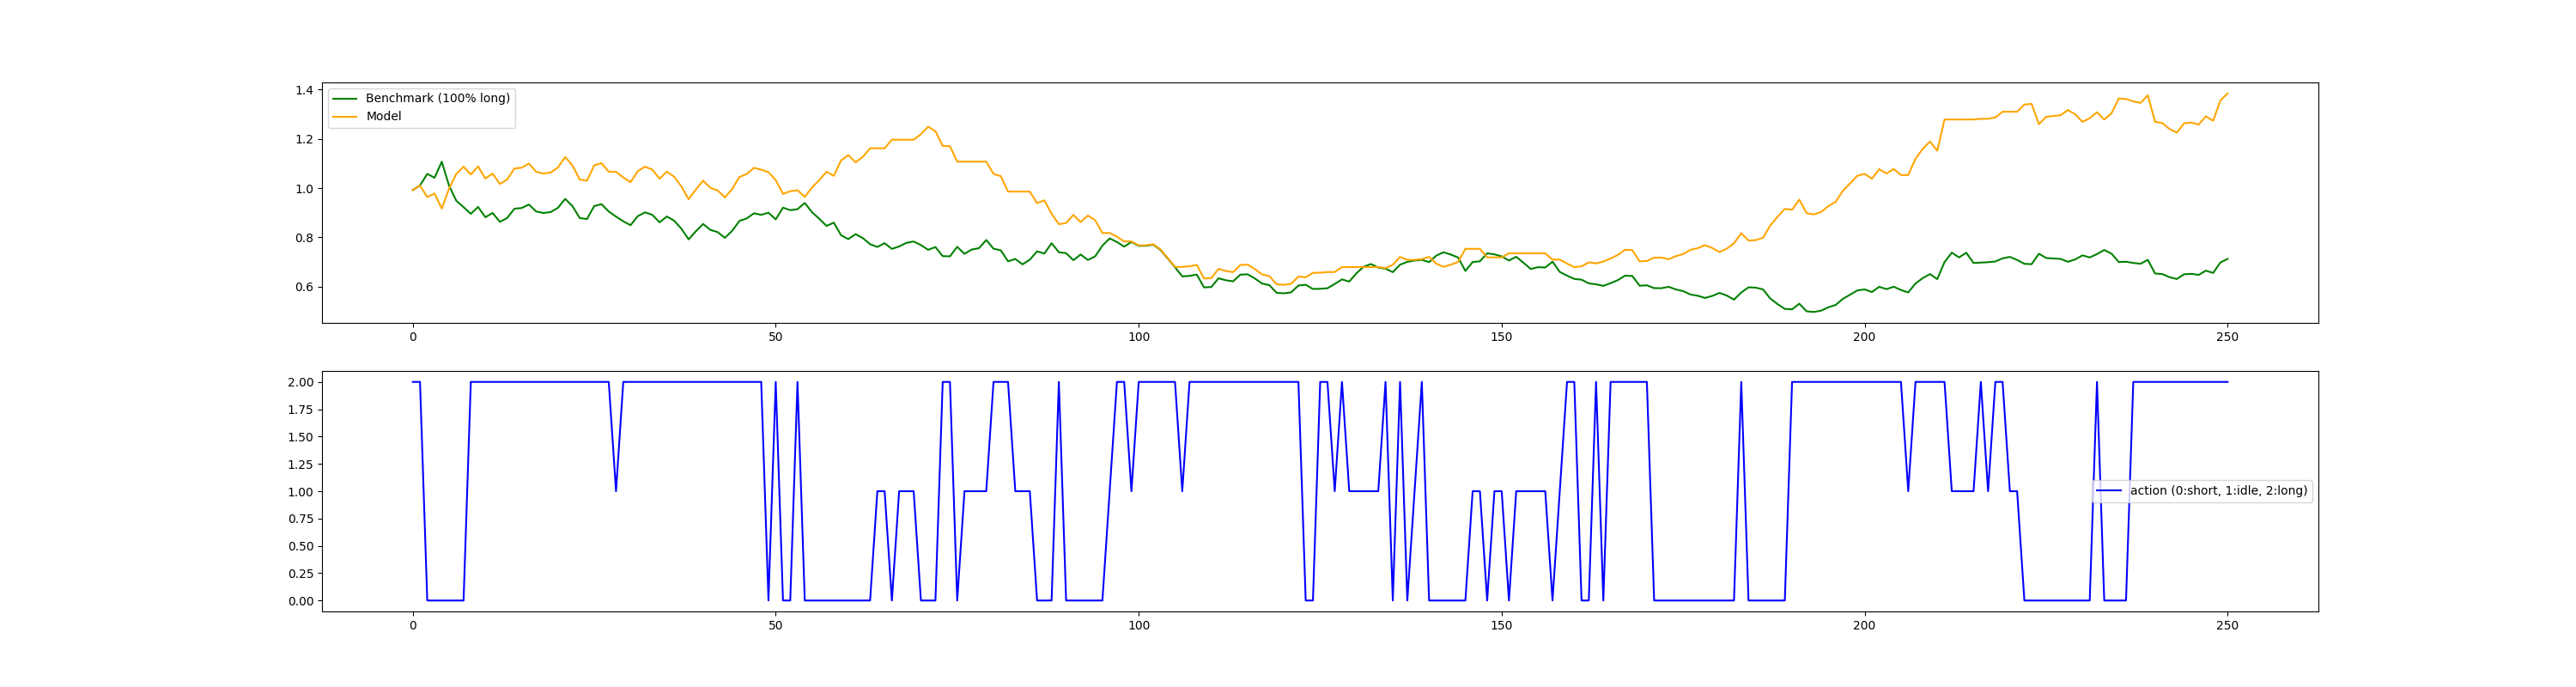 1.4
1.2
1.0
0.8
0.6
Benchmark (100% long)
Model
0 50 100 150 200 250
2.00
1.75
1.50
1.25
1.00
0.75
0.50
0.25
0.00
action (0:short, 1:idle, 2:long)
0 50 100 150 200 250